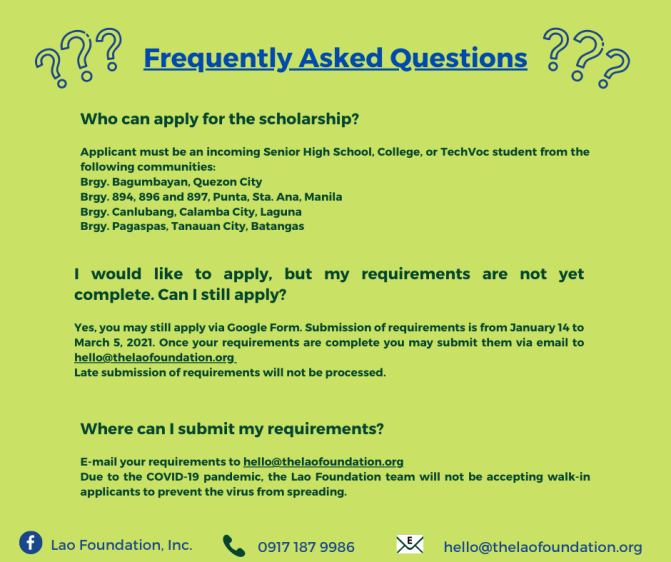 Frequently Asked Questions
Who can apply for the scholarship?
Applicant must be an incoming Senior High School, College, or TechVoc student from the
following communities:
Brgy. Bagumbayan, Quezon City
Brgy. 894, 896 and 897, Punta, Sta. Ana, Manila
Brgy. Canlubang, Calamba City, Laguna
Brgy. Pagaspas, Tanauan City, Batangas
I would like to apply, but my requirements are not yet
complete. Can I still apply?
Yes, you may still apply via Google Form. Submission of requirements is from January 14 to
March 5, 2021. Once your requirements are complete you may submit them via email to
hello@thelaofoundation.org
Late submission of requirements will not be processed.
Where can I submit my requirements?
E-mail your requirements to hello@thelaofoundation.org
Due to the COVID-19 pandemic, the Lao Foundation team will not be accepting walk-in
applicants to prevent the virus from spreading.
Lao Foundation, Inc. 0917 187 9986 hello@thelaofoundation.org